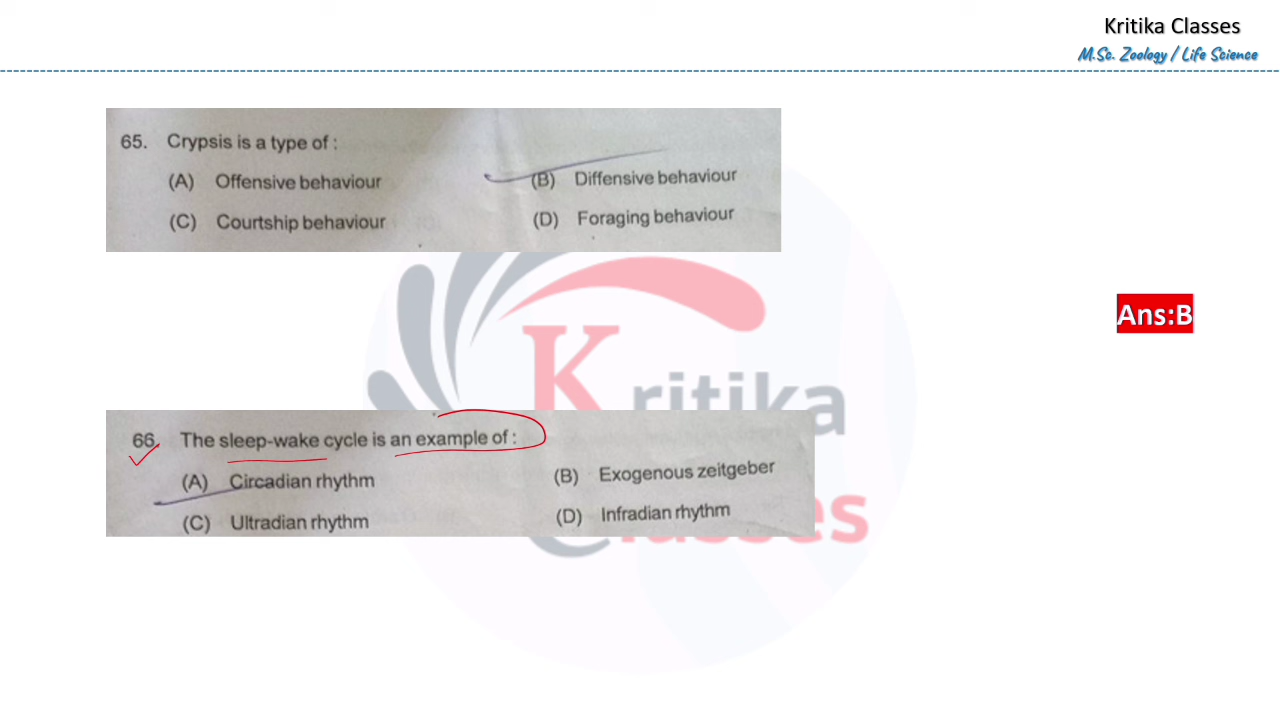 Kritika Classes
M.Sc. Zoology / Life Science
65. Crypsis is a type of :
(A) Offensive behaviour (B) Diffensive behaviour
(C) Courtship behaviour (D) Foraging behaviour
Ans:B
Kritika
66. The sleep-wake cycle is an example of :
(A) Circadian rhythm (B) Exogenous zeitgeber
(C) Ultradian rhythm (D) Infradian rhythm